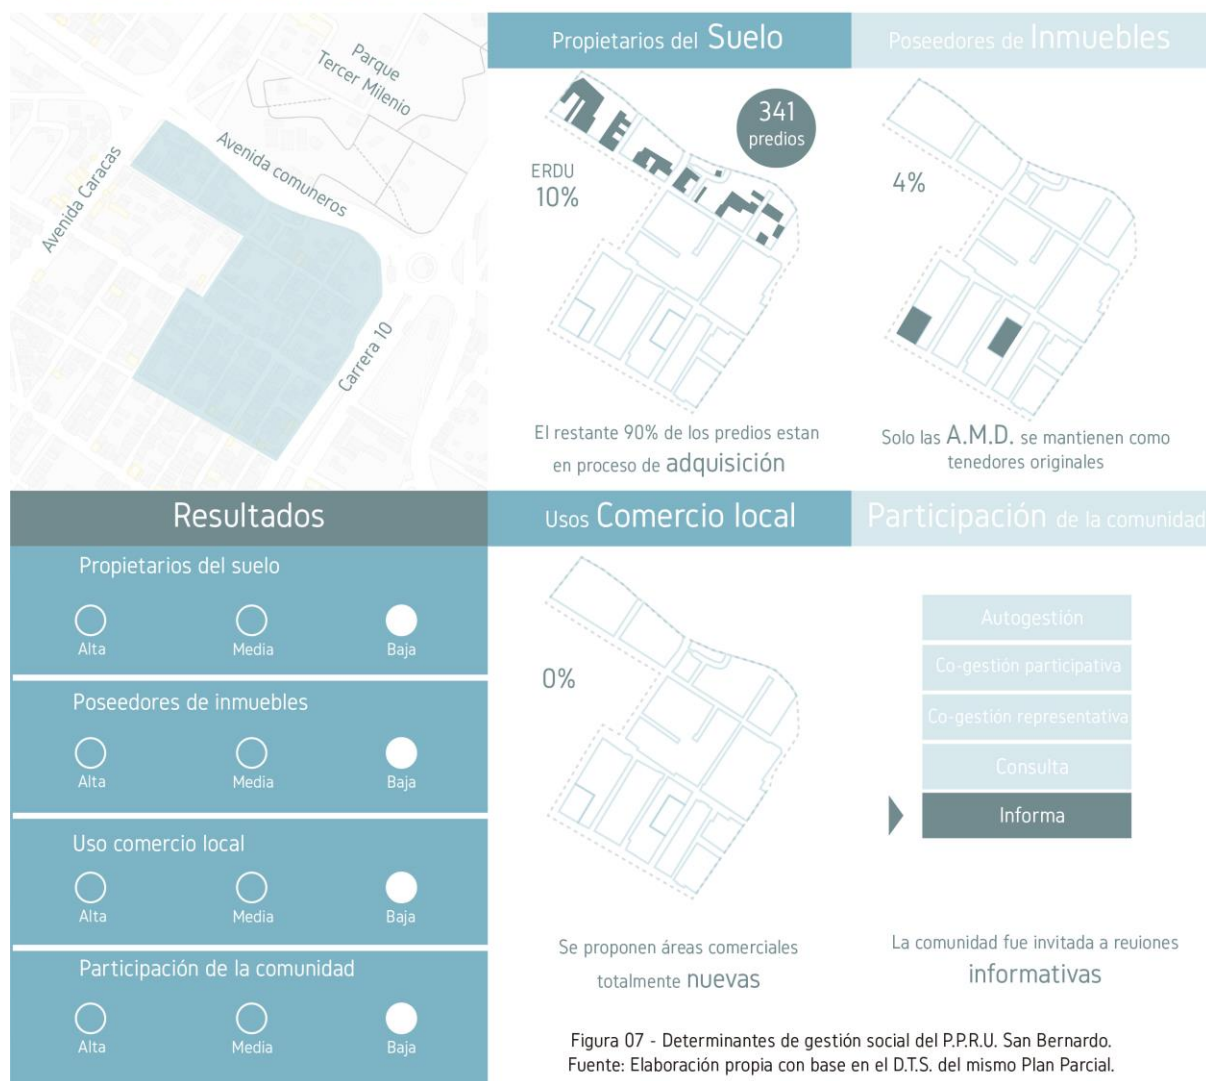 Parque
Tercer Milenio
Avenida comuneros
Avenida Caracas
Carrera 10
Propietarios del Suelo
341
predios
ERDU
10%
El restante 90% de los predios estan
en proceso de adquisición
Poseedores de Inmuebles
4%
Solo las A.M.D. se mantienen como
tenedores originales
Resultados
Propietarios del suelo
Alta Media Baja
Poseedores de inmuebles
Alta Media Baja
Uso comercio local
Alta Media Baja
Participación de la comunidad
Alta Media Baja
Usos Comercio local
0%
Se proponen áreas comerciales
totalmente nuevas
Participación de la comunidad
Autogestión
Co-gestión participativa
Co-gestión representativa
Consulta
Informa
La comunidad fue invitada a reuiones
informativas
Figura 07 - Determinantes de gestión social del P.P.R.U. San Bernardo.
Fuente: Elaboración propia con base en el D.T.S. del mismo Plan Parcial.